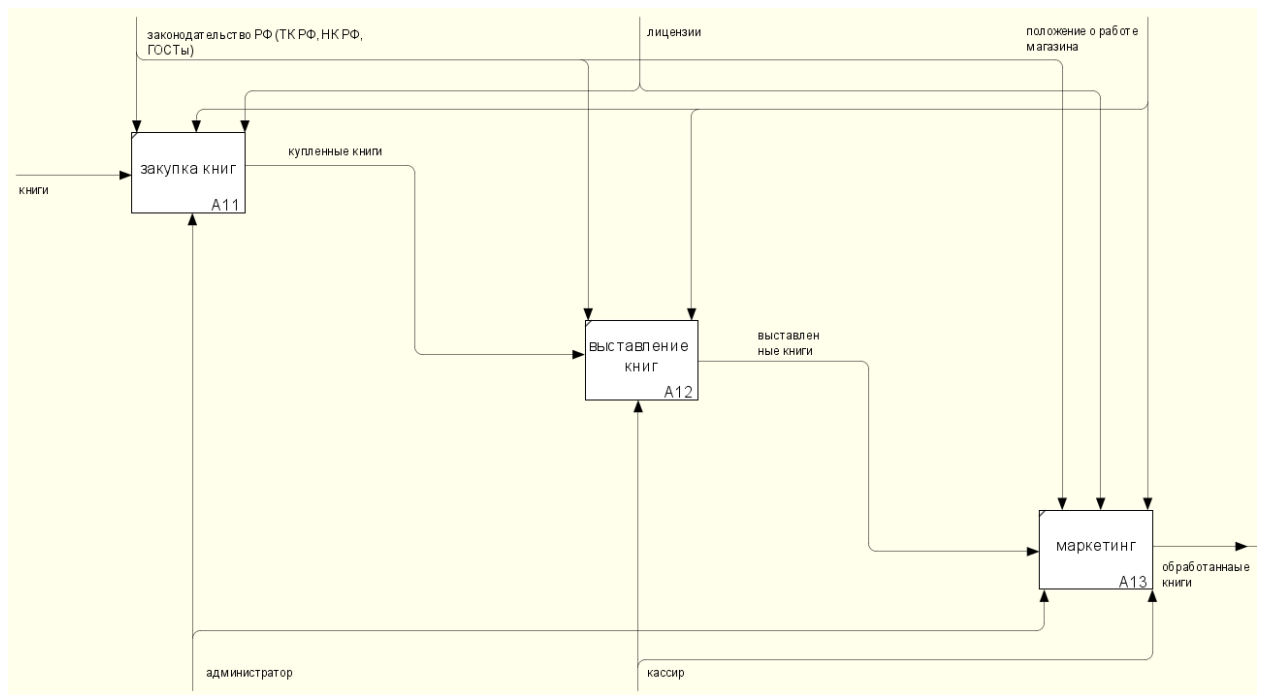 законодательство РФ (ТК РФ, НК РФ,
ГОСТы)
лицензии
положение о работе
магазина
закупка книг
A11
купленные книги
книги
выставление
книг
A12
выставлен
ные книги
маркетинг
A13
обработаннаые
книги
администратор
кассир